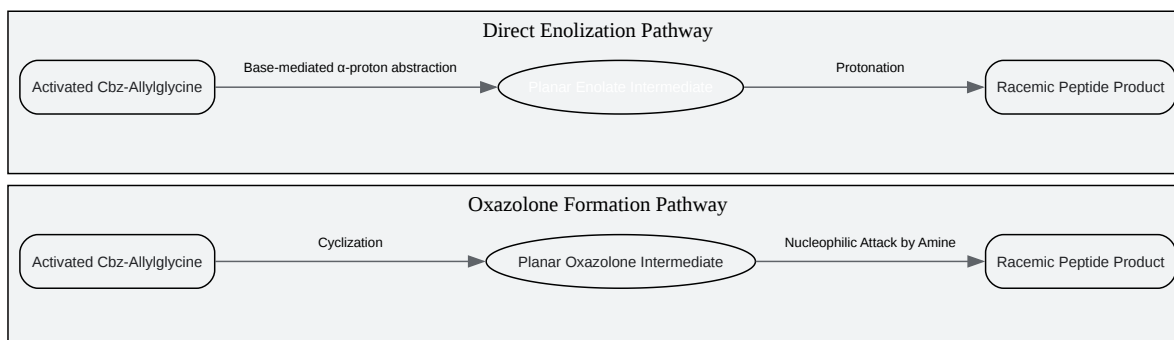 Direct Enolization Pathway
Activated Cbz-Allylglycine
Base-mediated α-proton abstraction
Planar Enolate Intermediate
Protonation
Racemic Peptide Product
Oxazolone Formation Pathway
Activated Cbz-Allylglycine
Cyclization
Planar Oxazolone Intermediate
Nucleophilic Attack by Amine
Racemic Peptide Product